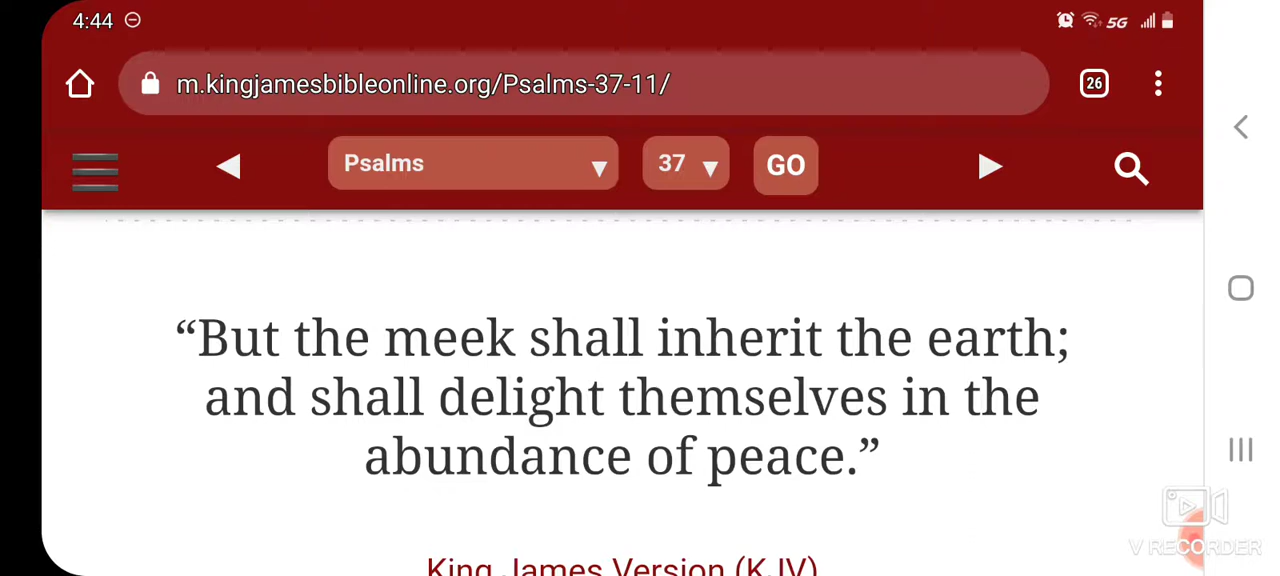 4:44 5G
m.kingjamesbibleonline.org/Psalms-37-11/ 26
Psalms 37 GO
“But the meek shall inherit the earth;
and shall delight themselves in the
abundance of peace.”
King James Version (KJV)
V RECORDER